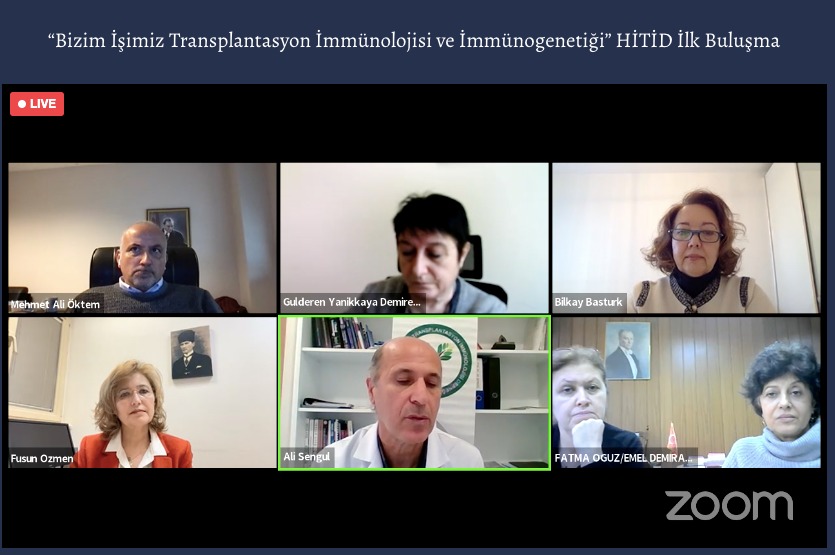 “Bizim İşimiz Transplantasyon İmmünolojisi ve İmmünogenetiği” HİTİD İlk Buluşma
LIVE
Mehmet Ali Öktem
Gulderen Yanikkaya Demire...
Bilkay Basturk
TRANSPLANTASYON
Fusun Ozmen
Ali Sengul
FATMA OGUZ/EMEL DEMIRA...
zoom